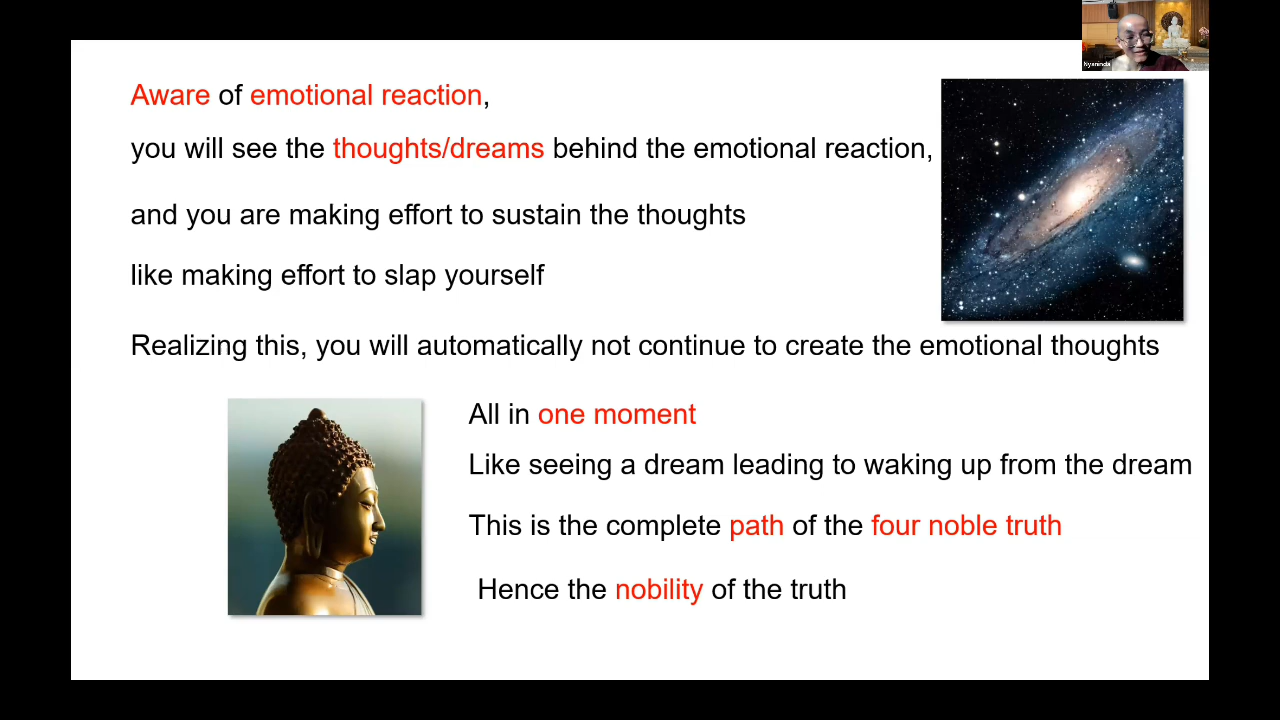 Nyaninda
Aware of emotional reaction,
you will see the thoughts/dreams behind the emotional reaction,
and you are making effort to sustain the thoughts
like making effort to slap yourself
Realizing this, you will automatically not continue to create the emotional thoughts
All in one moment
Like seeing a dream leading to waking up from the dream
This is the complete path of the four noble truth
Hence the nobility of the truth